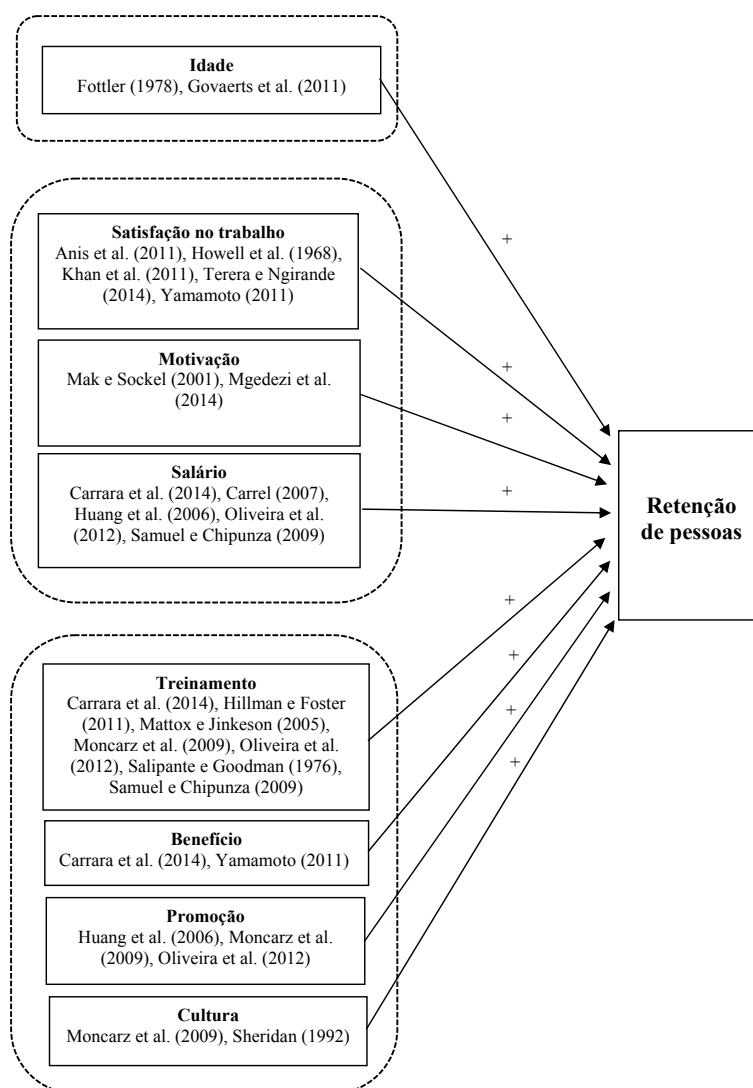 Idade
Fottler (1978), Govaerts et al. (2011)
+
Satisfação no trabalho
Anis et al. (2011), Howell et al. (1968),
Khan et al. (2011), Terera e Ngirande
(2014), Yamamoto (2011)
+
Motivação
Mak e Sockel (2001), Mgedezi et al.
(2014)
+
Salário
Carrara et al. (2014), Carrel (2007),
Huang et al. (2006), Oliveira et al.
(2012), Samuel e Chipunza (2009)
+
Retenção
de pessoas
Treinamento
Carrara et al. (2014), Hillman e Foster
(2011), Mattox e Jinkeson (2005),
Moncarz et al. (2009), Oliveira et al.
(2012), Salipante e Goodman (1976),
Samuel e Chipunza (2009)
+
Benefício
Carrara et al. (2014), Yamamoto (2011)
+
Promoção
Huang et al. (2006), Moncarz et al.
(2009), Oliveira et al. (2012)
+
Cultura
Moncarz et al. (2009), Sheridan (1992)
+